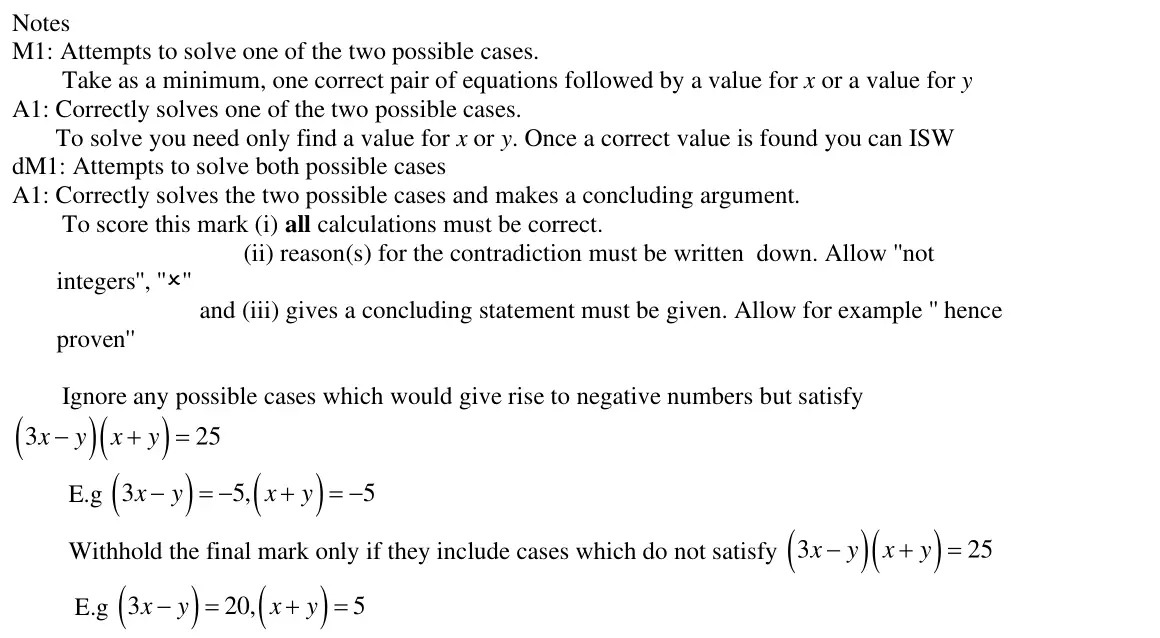 Notes
M1: Attempts to solve one of the two possible cases.
Take as a minimum, one correct pair of equations followed by a value for x or a value for y
A1: Correctly solves one of the two possible cases.
To solve you need only find a value for x or y. Once a correct value is found you can ISW
dM1: Attempts to solve both possible cases
A1: Correctly solves the two possible cases and makes a concluding argument.
To score this mark (i) all calculations must be correct.
(ii) reason(s) for the contradiction must be written down. Allow "not
integers", "×"
and (iii) gives a concluding statement must be given. Allow for example " hence
proven"
Ignore any possible cases which would give rise to negative numbers but satisfy
(3x − y)(x + y) = 25
E.g (3x − y) = −5, (x + y) = −5
Withhold the final mark only if they include cases which do not satisfy (3x − y)(x + y) = 25
E.g (3x − y) = 20, (x + y) = 5